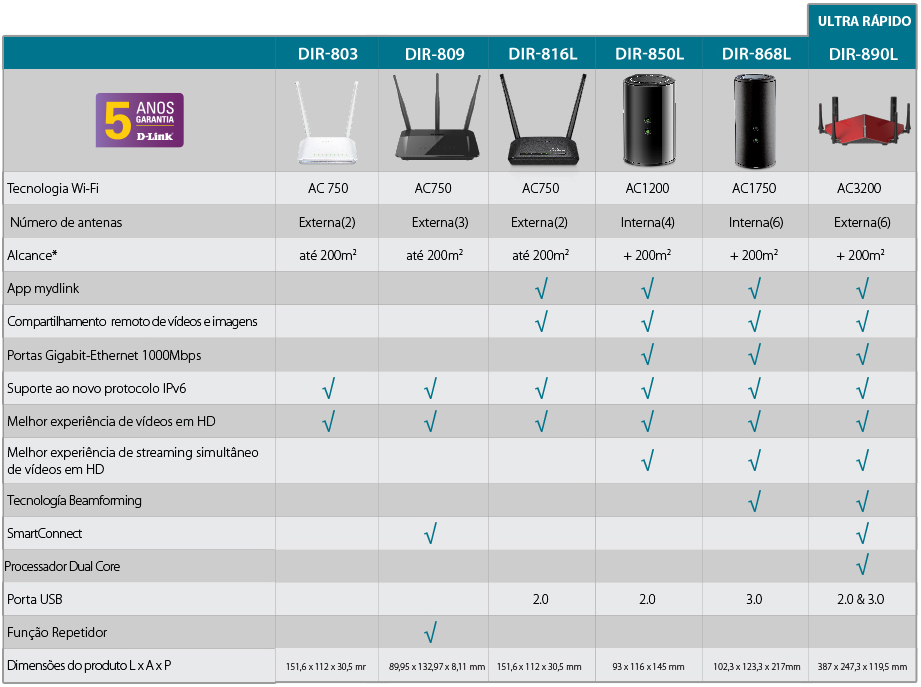 ULTRA RÁPIDO
DIR-803 DIR-809 DIR-816L DIR-850L DIR-868L DIR-890L
5 ANOS
GARANTIA
D-Link
Tecnologia Wi-Fi AC 750 AC750 AC750 AC1200 AC1750 AC3200
Número de antenas Externa(2) Externa(3) Externa(2) Interna(4) Interna(6) Externa(6)
Alcance* até 200m² até 200m² até 200m² + 200m² + 200m² + 200m²
App mydlink √ √ √ √
Compartilhamento remoto de vídeos e imagens √ √ √ √
Portas Gigabit-Ethernet 1000Mbps √ √ √
Suporte ao novo protocolo IPv6 √ √ √ √ √ √
Melhor experiência de vídeos em HD √ √ √ √ √ √
Melhor experiência de streaming simultâneo
de vídeos em HD √ √ √
Tecnología Beamforming √ √
SmartConnect √ √
Processador Dual Core √
Porta USB 2.0 2.0 3.0 2.0 & 3.0
Função Repetidor √
Dimensões do produto L x A x P 151,6 x 112 x 30,5 mr 89,95 x 132,97 x 8,11 mm 151,6 x 112 x 30,5 mm 93 x 116 x 145 mm 102,3 x 123,3 x 217mm 387 x 247,3 x 119,5 mm